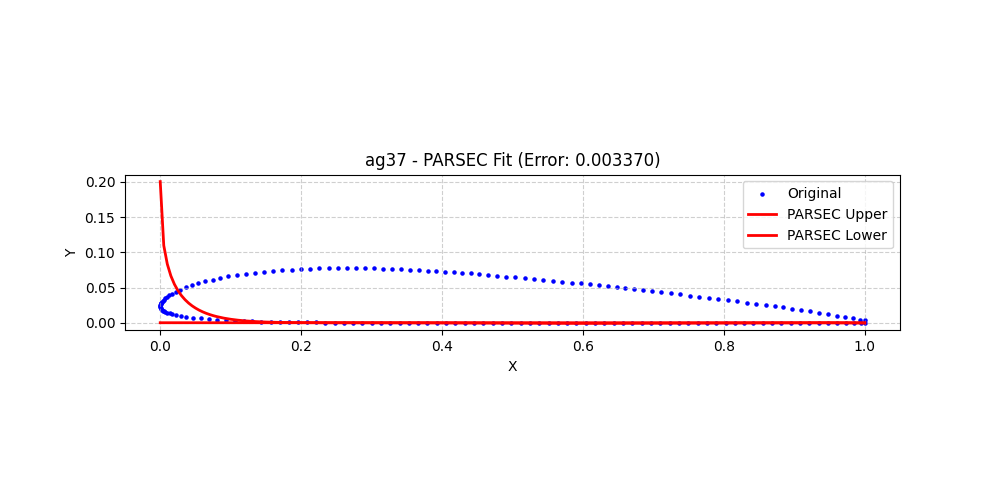 ag37 - PARSEC Fit (Error: 0.003370)
Original
PARSEC Upper
PARSEC Lower
Y
0.20
0.15
0.10
0.05
0.00
0.0 0.2 0.4 0.6 0.8 1.0
X